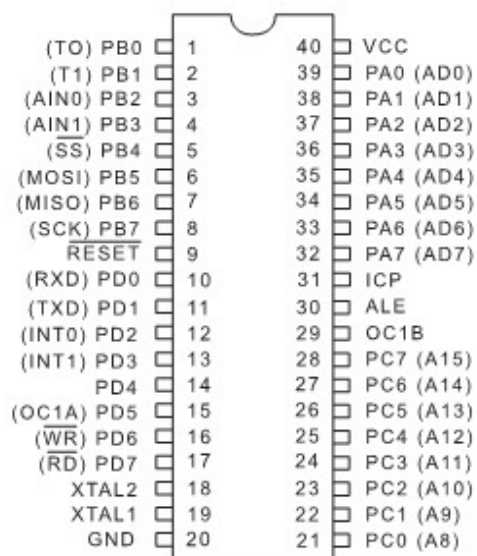 (TO) PB0 1 40 VCC
(T1) PB1 2 39 PA0 (AD0)
(AIN0) PB2 3 38 PA1 (AD1)
(AIN1) PB3 4 37 PA2 (AD2)
(SS) PB4 5 36 PA3 (AD3)
(MOSI) PB5 6 35 PA4 (AD4)
(MISO) PB6 7 34 PA5 (AD5)
(SCK) PB7 8 33 PA6 (AD6)
RESET 9 32 PA7 (AD7)
(RXD) PD0 10 31 ICP
(TXD) PD1 11 30 ALE
(INT0) PD2 12 29 OC1B
(INT1) PD3 13 28 PC7 (A15)
PD4 14 27 PC6 (A14)
(OC1A) PD5 15 26 PC5 (A13)
(WR) PD6 16 25 PC4 (A12)
(RD) PD7 17 24 PC3 (A11)
XTAL2 18 23 PC2 (A10)
XTAL1 19 22 PC1 (A9)
GND 20 21 PC0 (A8)